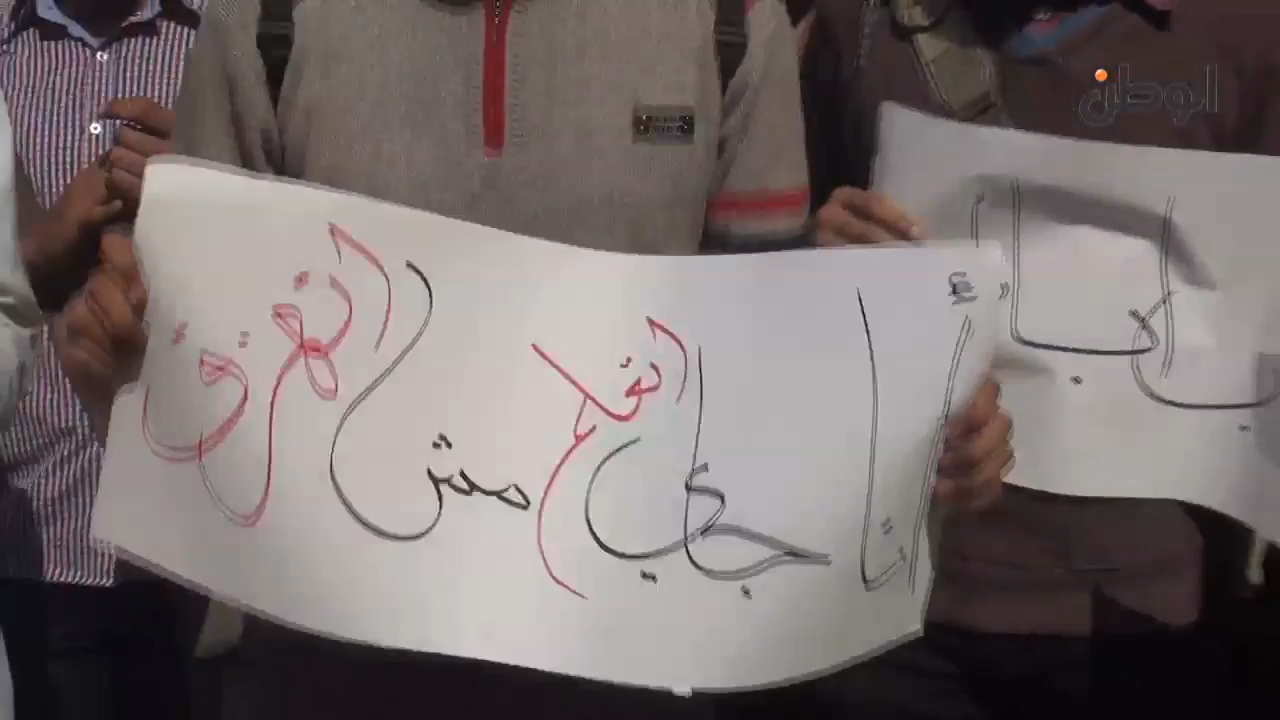 الوطن
انا جاي اتعلم مش اتهزق